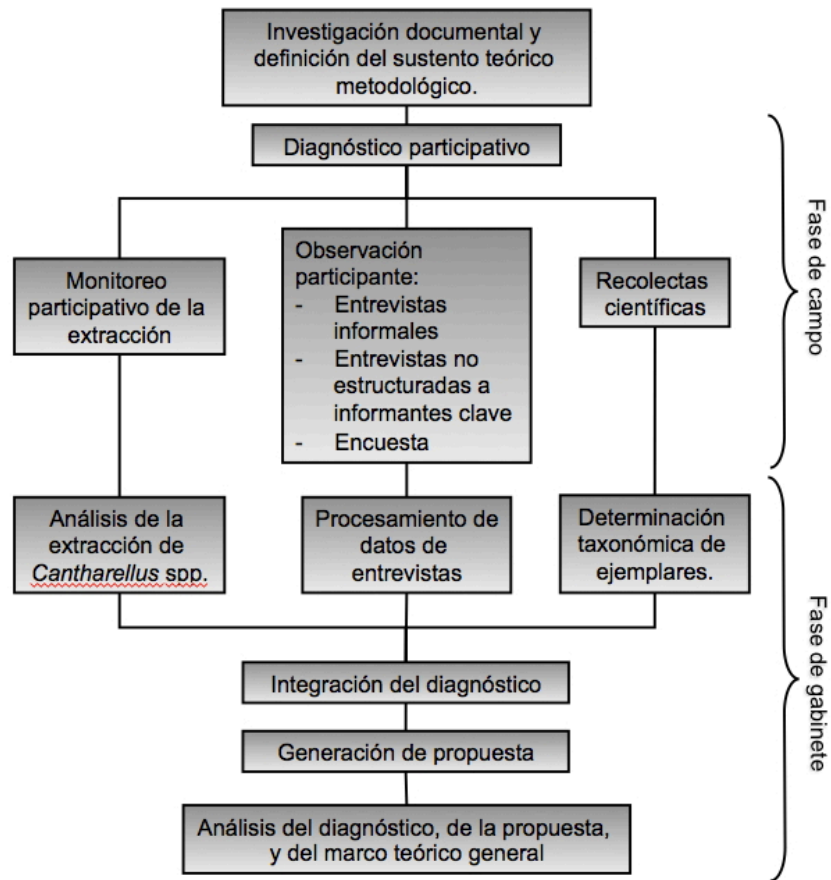 Investigación documental y
definición del sustento teórico
metodológico.
Diagnóstico participativo
Monitoreo
participativo de la
extracción
Observación
participante:
- Entrevistas
informales
- Entrevistas no
estructuradas a
informantes clave
- Encuesta
Recolectas
científicas
Fase de campo
Análisis de la
extracción de
Cantharellus spp.
Procesamiento de
datos de
entrevistas
Determinación
taxonómica de
ejemplares.
Integración del diagnóstico
Generación de propuesta
Análisis del diagnóstico, de la propuesta,
y del marco teórico general
Fase de gabinete